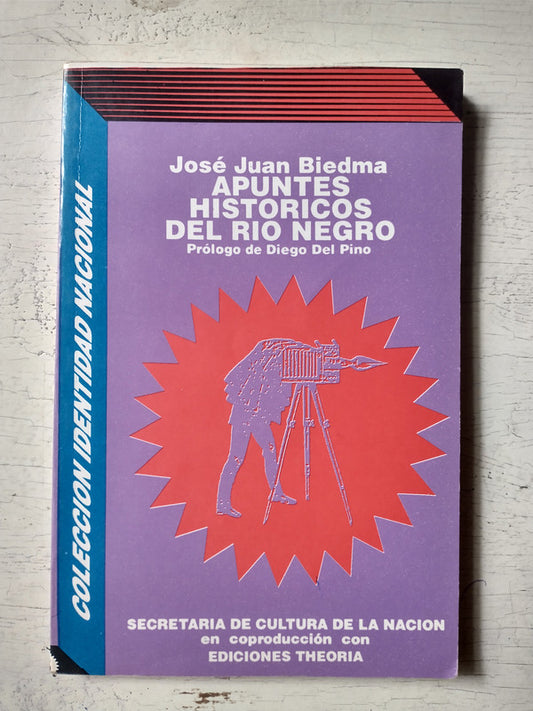 José Juan Biedma
APUNTES
HISTORICOS
DEL RIO NEGRO
Prólogo de Diego Del Pino
COLECCION IDENTIDAD NACIONAL
SECRETARIA DE CULTURA DE LA NACION
en coproducción con
EDICIONES THEORIA